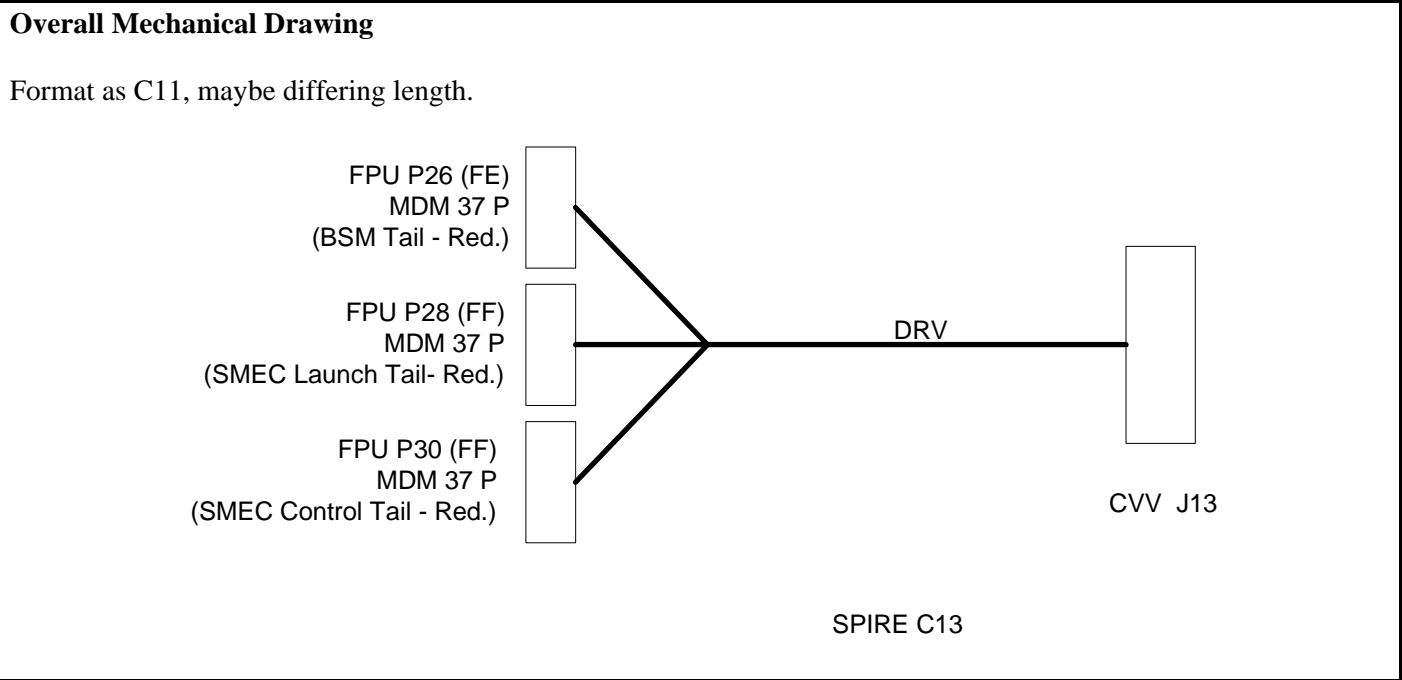 Overall Mechanical Drawing
Format as C11, maybe differing length.
FPU P26 (FE)
MDM 37 P
(BSM Tail - Red.)
FPU P28 (FF)
MDM 37 P
(SMEC Launch Tail- Red.)
FPU P30 (FF)
MDM 37 P
(SMEC Control Tail - Red.)
DRV
CVV J13
SPIRE C13